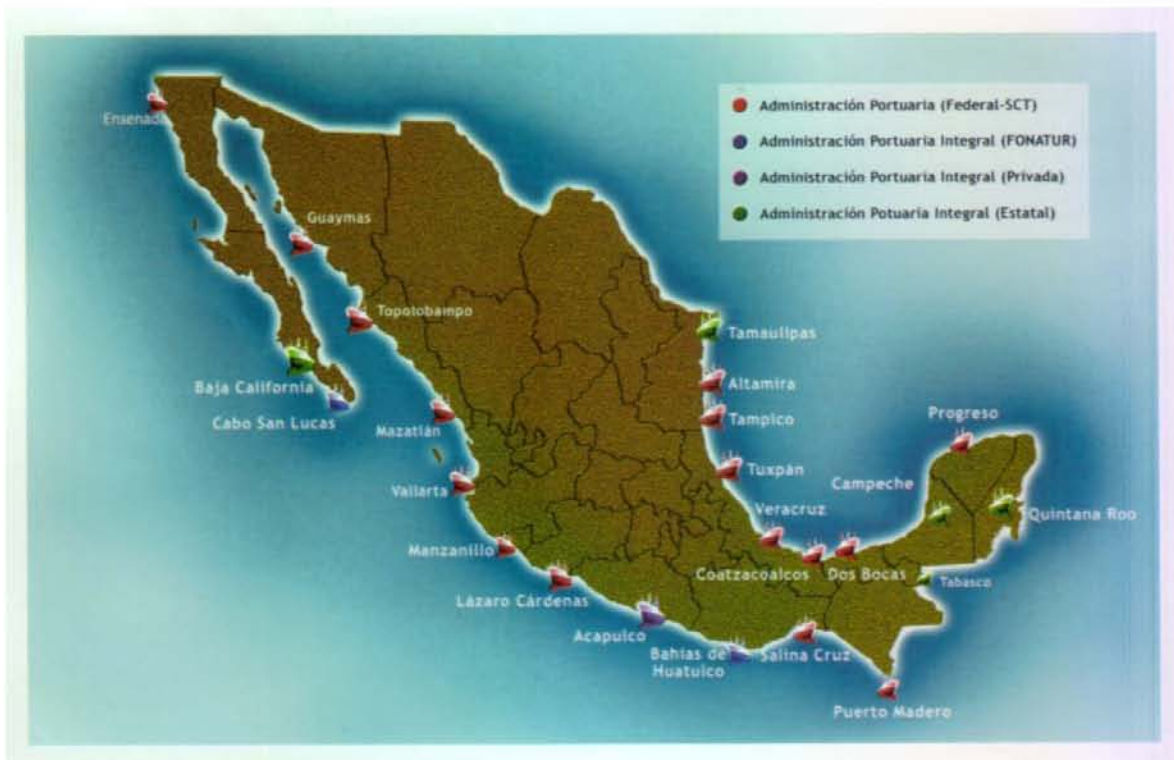 Administración Portuaria (Federal-SCT)
Administración Portuaria Integral (FONATUR)
Administración Portuaria Integral (Privada)
Administración Potuaria Integral (Estatal)
Ensenada
Guaymas
Topolobampo
Baja California
Cabo San Lucas
Mazatlán
Vallarta
Manzanillo
Lázaro Cárdenas
Acapulco
Bahías de
Huatulco
Salina Cruz
Puerto Madero
Tamaulipas
Altamira
Tampico
Tuxpán
Veracruz
Coatzacoalcos
Dos Bocas
Campeche
Progreso
Quintana Roo
Tabasco